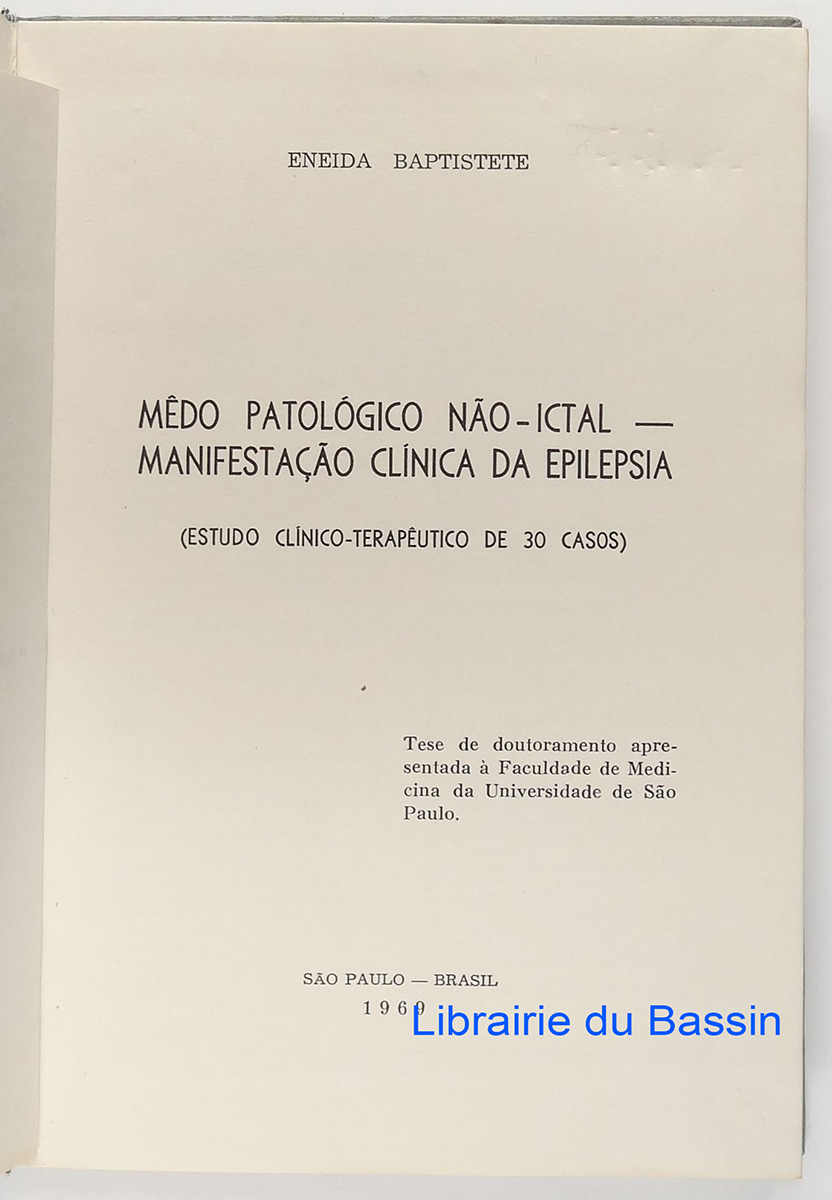 ENEIDA BAPTISTETE
MÊDO PATOLÓGICO NÃO-ICTAL —
MANIFESTAÇÃO CLÍNICA DA EPILEPSIA
(ESTUDO CLÍNICO-TERAPÊUTICO DE 30 CASOS)
Tese de doutoramento apre-
sentada à Faculdade de Medi-
cina da Universidade de São
Paulo.
SÃO PAULO — BRASIL
1969
Librairie du Bassin